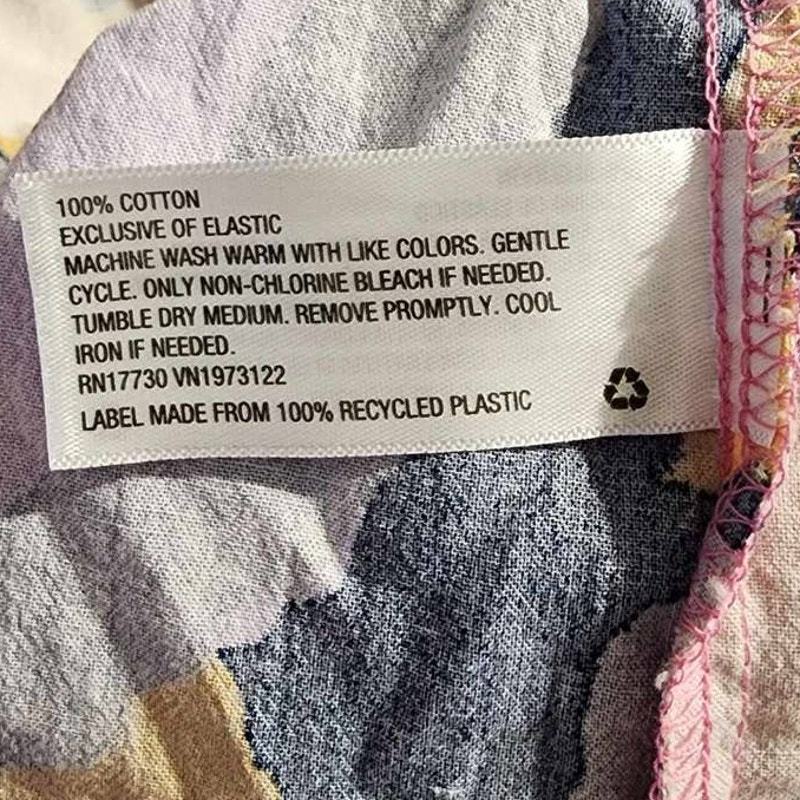 100% COTTON
EXCLUSIVE OF ELASTIC
MACHINE WASH WARM WITH LIKE COLORS. GENTLE
CYCLE. ONLY NON-CHLORINE BLEACH IF NEEDED.
TUMBLE DRY MEDIUM. REMOVE PROMPTLY. COOL
IRON IF NEEDED.
RN17730 VN1973122
LABEL MADE FROM 100% RECYCLED PLASTIC